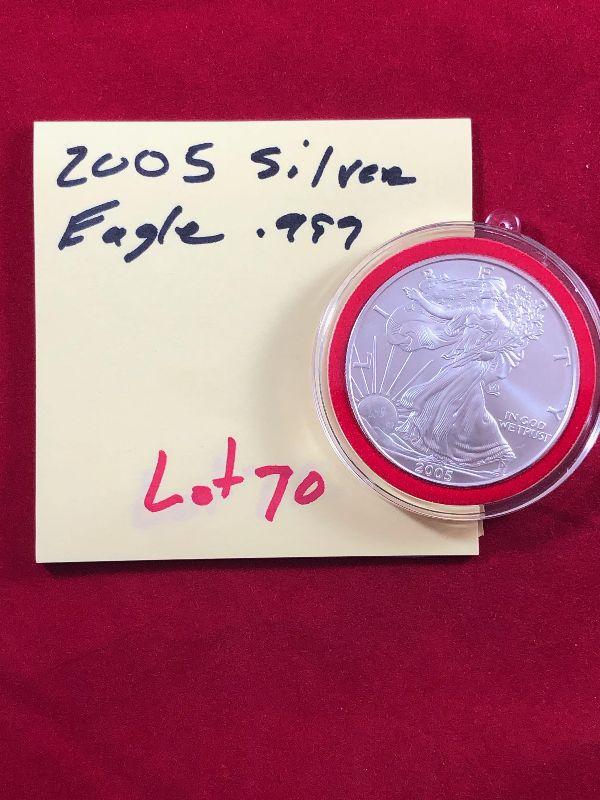 2005 Silver
Eagle .999
Lot 70
LIBERTY
IN GOD
WE TRUST
2005